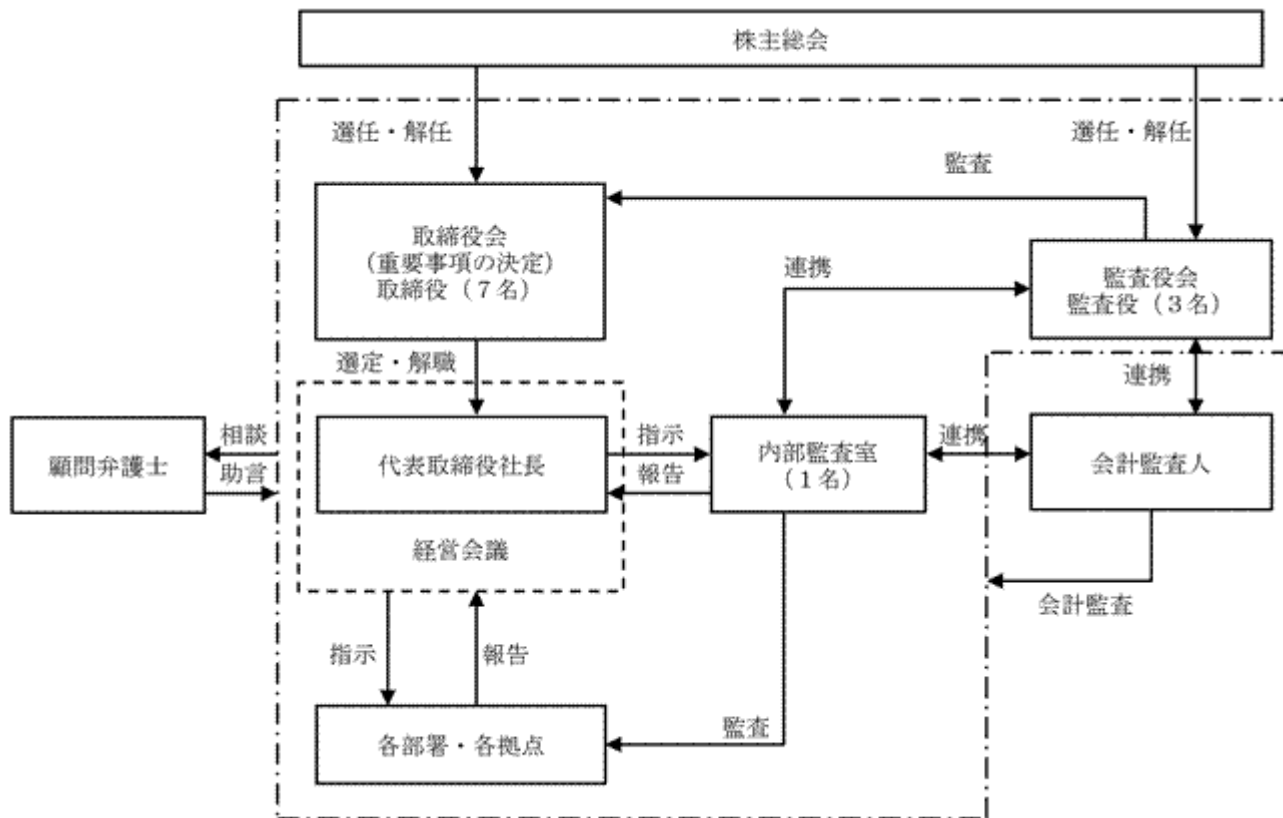 株主総会
選任・解任
選任・解任
監査
取締役会
（重要事項の決定）
取締役（７名）
連携
監査役会
監査役（３名）
選定・解職
連携
顧問弁護士
相談
助言
代表取締役社長
指示
報告
内部監査室
（１名）
連携
会計監査人
経営会議
会計監査
指示
報告
各部署・各拠点
監査